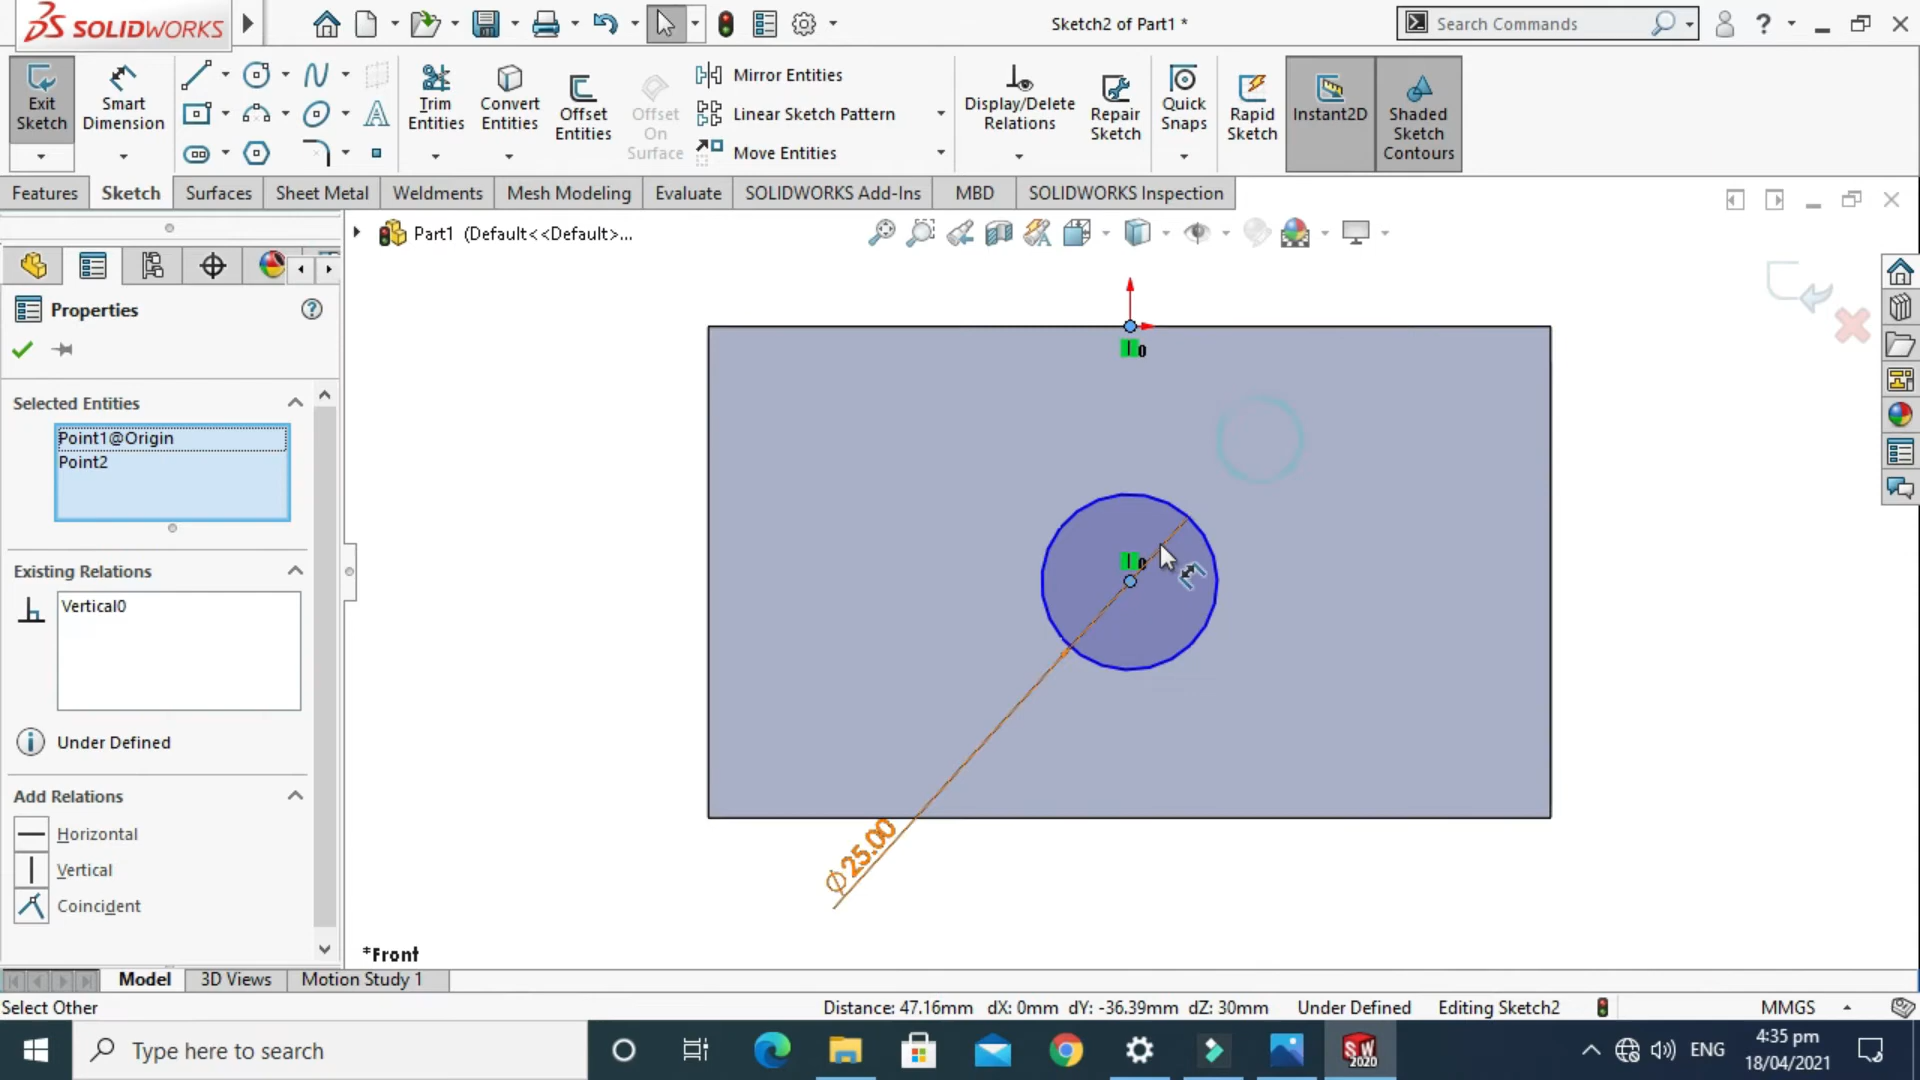 SOLIDWORKS
Sketch2 of Part1 *
Search Commands
Exit Sketch
Smart Dimension
Trim Entities
Convert Entities
Offset Entities
Offset On Surface
Mirror Entities
Linear Sketch Pattern
Move Entities
Display/Delete Relations
Repair Sketch
Quick Snaps
Rapid Sketch
Instant2D
Shaded Sketch Contours
Features Sketch Surfaces Sheet Metal Weldments Mesh Modeling Evaluate SOLIDWORKS Add-Ins MBD SOLIDWORKS Inspection
Part1 (Default<<Default>...
Properties
Selected Entities
Point1@Origin
Point2
Existing Relations
Vertical0
Under Defined
Add Relations
Horizontal
Vertical
Coincident
0
0
Ø25.00
*Front
Model 3D Views Motion Study 1
Select Other Distance: 47.16mm dX: 0mm dY: -36.39mm dZ: 30mm Under Defined Editing Sketch2 MMGS
Type here to search
SW 2020
ENG
4:35 pm
18/04/2021